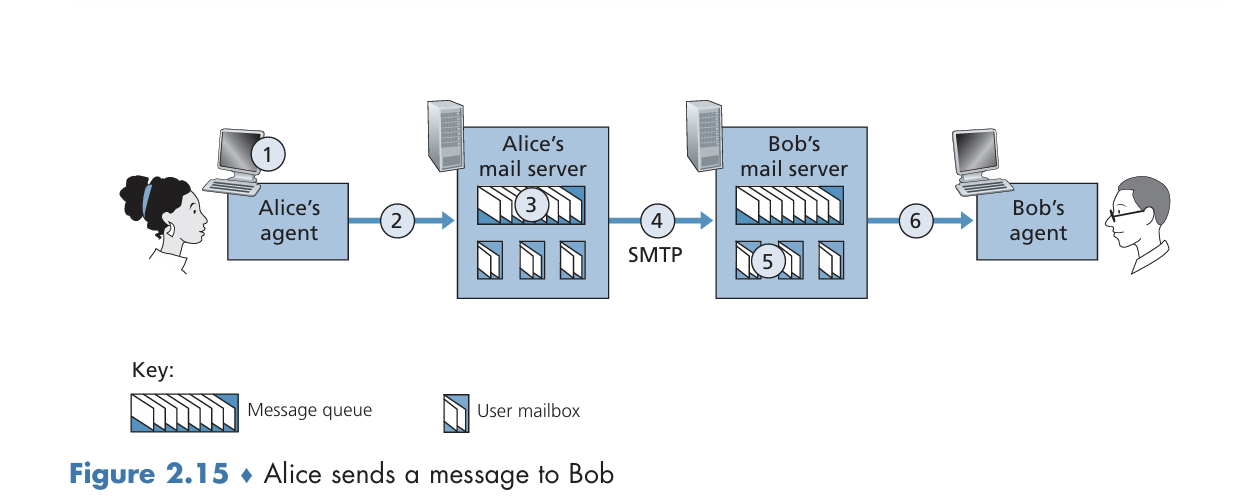 1
Alice's
agent
2
Alice's
mail server
3
4
SMTP
Bob's
mail server
5
6
Bob's
agent
Key:
Message queue
User mailbox
Figure 2.15 ♦ Alice sends a message to Bob